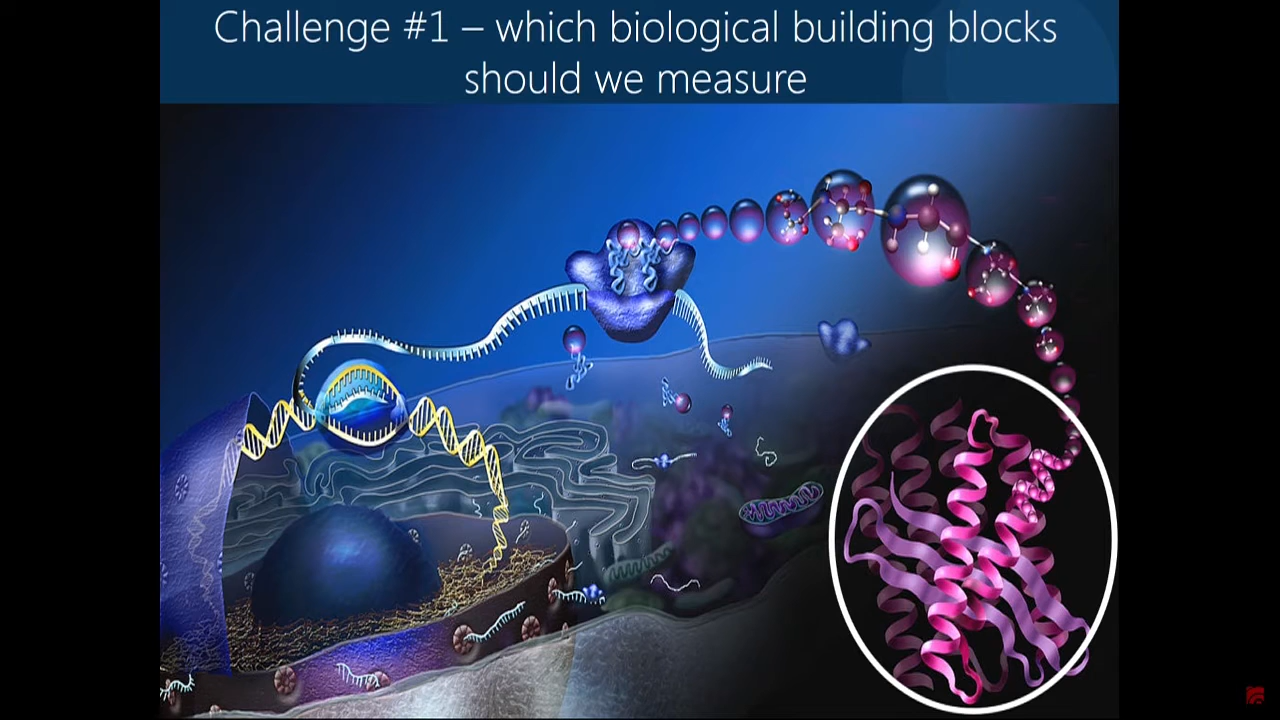 Challenge #1 – which biological building blocks
should we measure